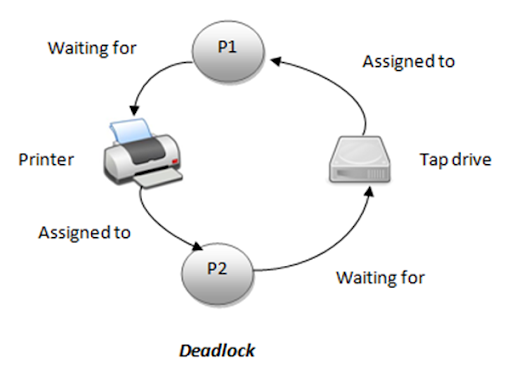 P1
Waiting for
Assigned to
Printer
Tap drive
Assigned to
P2
Waiting for
Deadlock